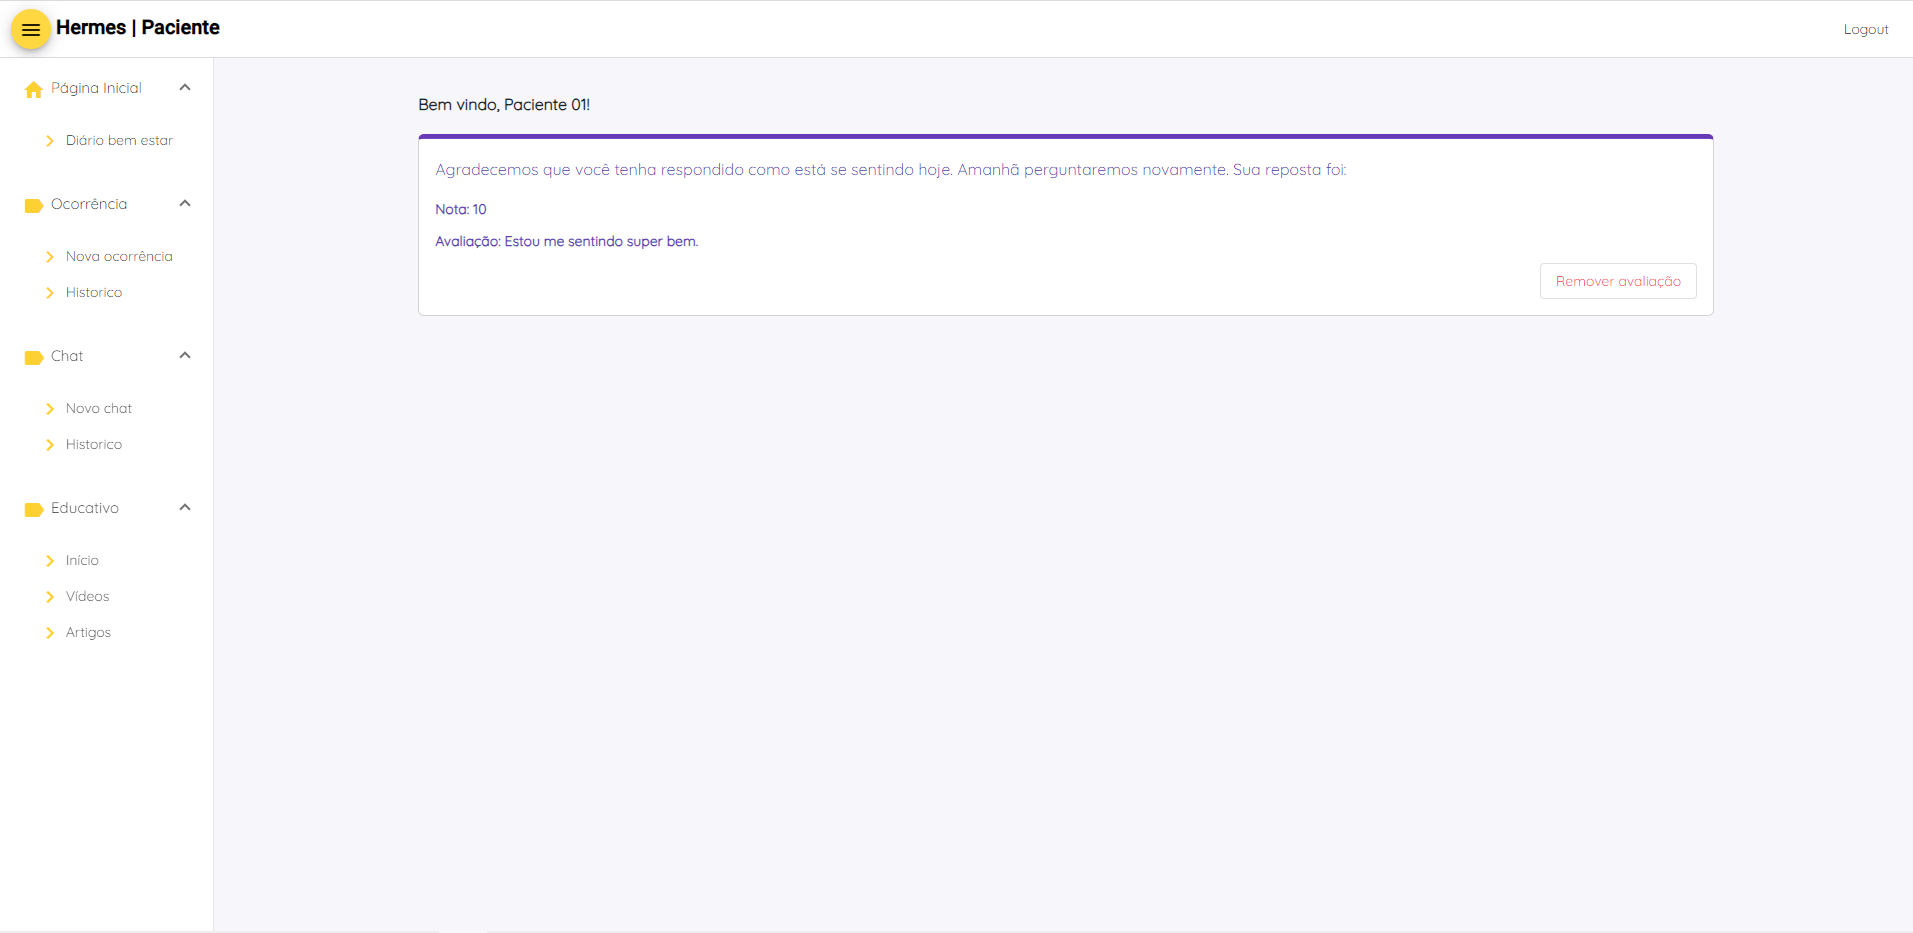 Hermes | Paciente
Logout
Página Inicial
Diário bem estar
Ocorrência
Nova ocorrência
Historico
Chat
Novo chat
Historico
Educativo
Início
Vídeos
Artigos
Bem vindo, Paciente 01!
Agradecemos que você tenha respondido como está se sentindo hoje. Amanhã perguntaremos novamente. Sua reposta foi:
Nota: 10
Avaliação: Estou me sentindo super bem.
Remover avaliação